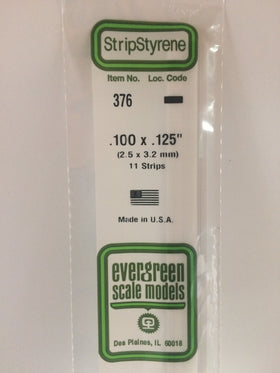 StripStyrene
Item No. Loc. Code
376
.100 x .125"
(2.5 x 3.2 mm)
11 Strips
Made in U.S.A.
evergreen
scale models
Des Plaines, IL 60018